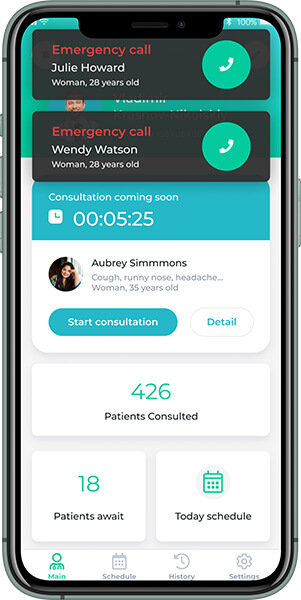 100%
Emergency call
Julie Howard
Woman, 28 years old
Vladimir
Emergency call
Wendy Watson
Woman, 28 years old
Consultation coming soon
00:05:25
Aubrey Simmmons
Cough, runny nose, headache...
Woman, 35 years old
Start consultation
Detail
426
Patients Consulted
18
Patients await
Today schedule
Main
Schedule
History
Settings